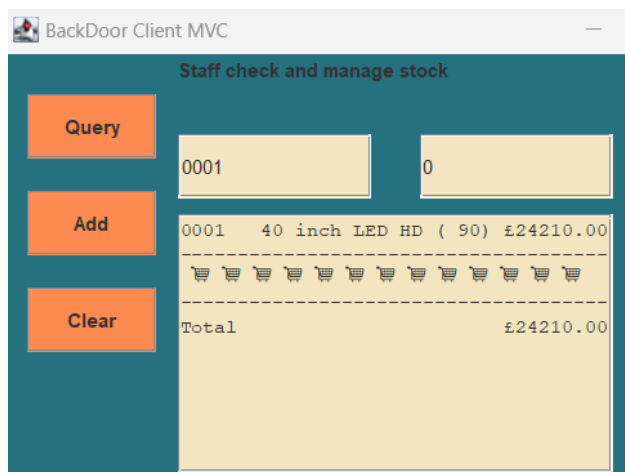 BackDoor Client MVC
Staff check and manage stock
Query
0001 0
Add
0001 40 inch LED HD ( 90) £24210.00
-----------------------------------------
🛒 🛒 🛒 🛒 🛒 🛒 🛒 🛒 🛒 🛒 🛒 🛒 🛒
-----------------------------------------
Clear
Total £24210.00